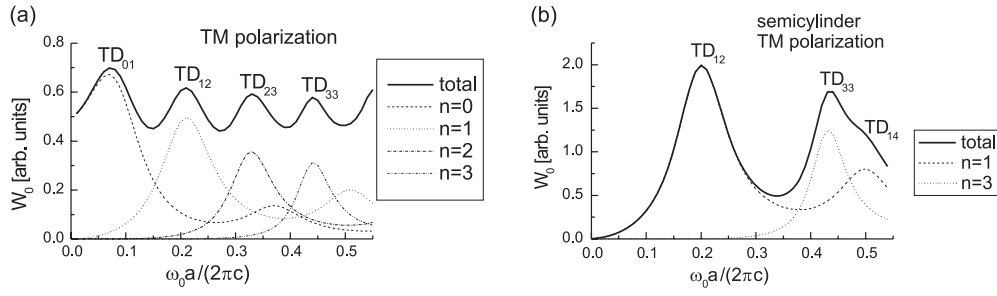 (a)
TM polarization
TD01
TD12
TD23
TD33
W0 [arb. units]
0.8
0.6
0.4
0.2
0.0
0.0 0.1 0.2 0.3 0.4 0.5
ω0a/(2πc)
total
n=0
n=1
n=2
n=3
(b)
semicylinder
TM polarization
TD12
TD33
TD14
W0 [arb. units]
2.0
1.5
1.0
0.5
0.0
0.0 0.1 0.2 0.3 0.4 0.5
ω0a/(2πc)
total
n=1
n=3